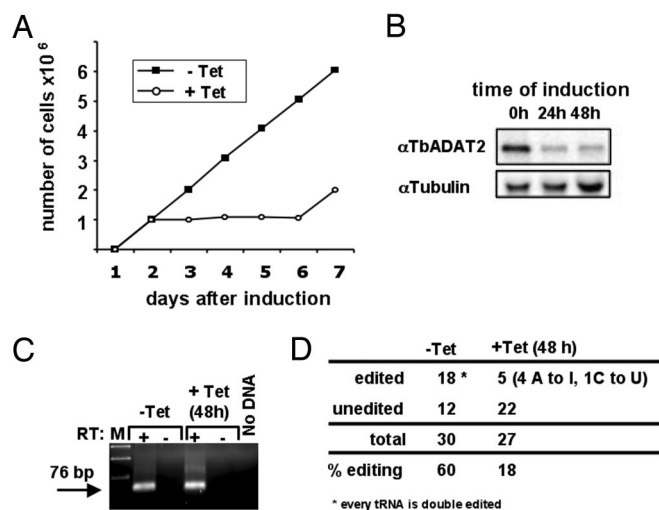 A
number of cells x10 6
6
5
4
3
2
1
- Tet
+ Tet
1 2 3 4 5 6 7
days after induction
B
time of induction
0h 24h 48h
αTbADAT2
αTubulin
C
-Tet + Tet (48h) No DNA
RT: M + - + -
76 bp
D
-Tet +Tet (48 h)
edited 18 * 5 (4 A to I, 1C to U)
unedited 12 22
total 30 27
% editing 60 18
* every tRNA is double edited